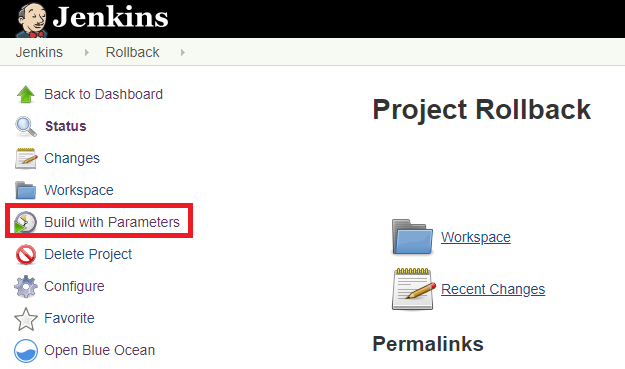 Jenkins
Jenkins Rollback
Back to Dashboard
Status
Changes
Workspace
Build with Parameters
Delete Project
Configure
Favorite
Open Blue Ocean
Project Rollback
Workspace
Recent Changes
Permalinks